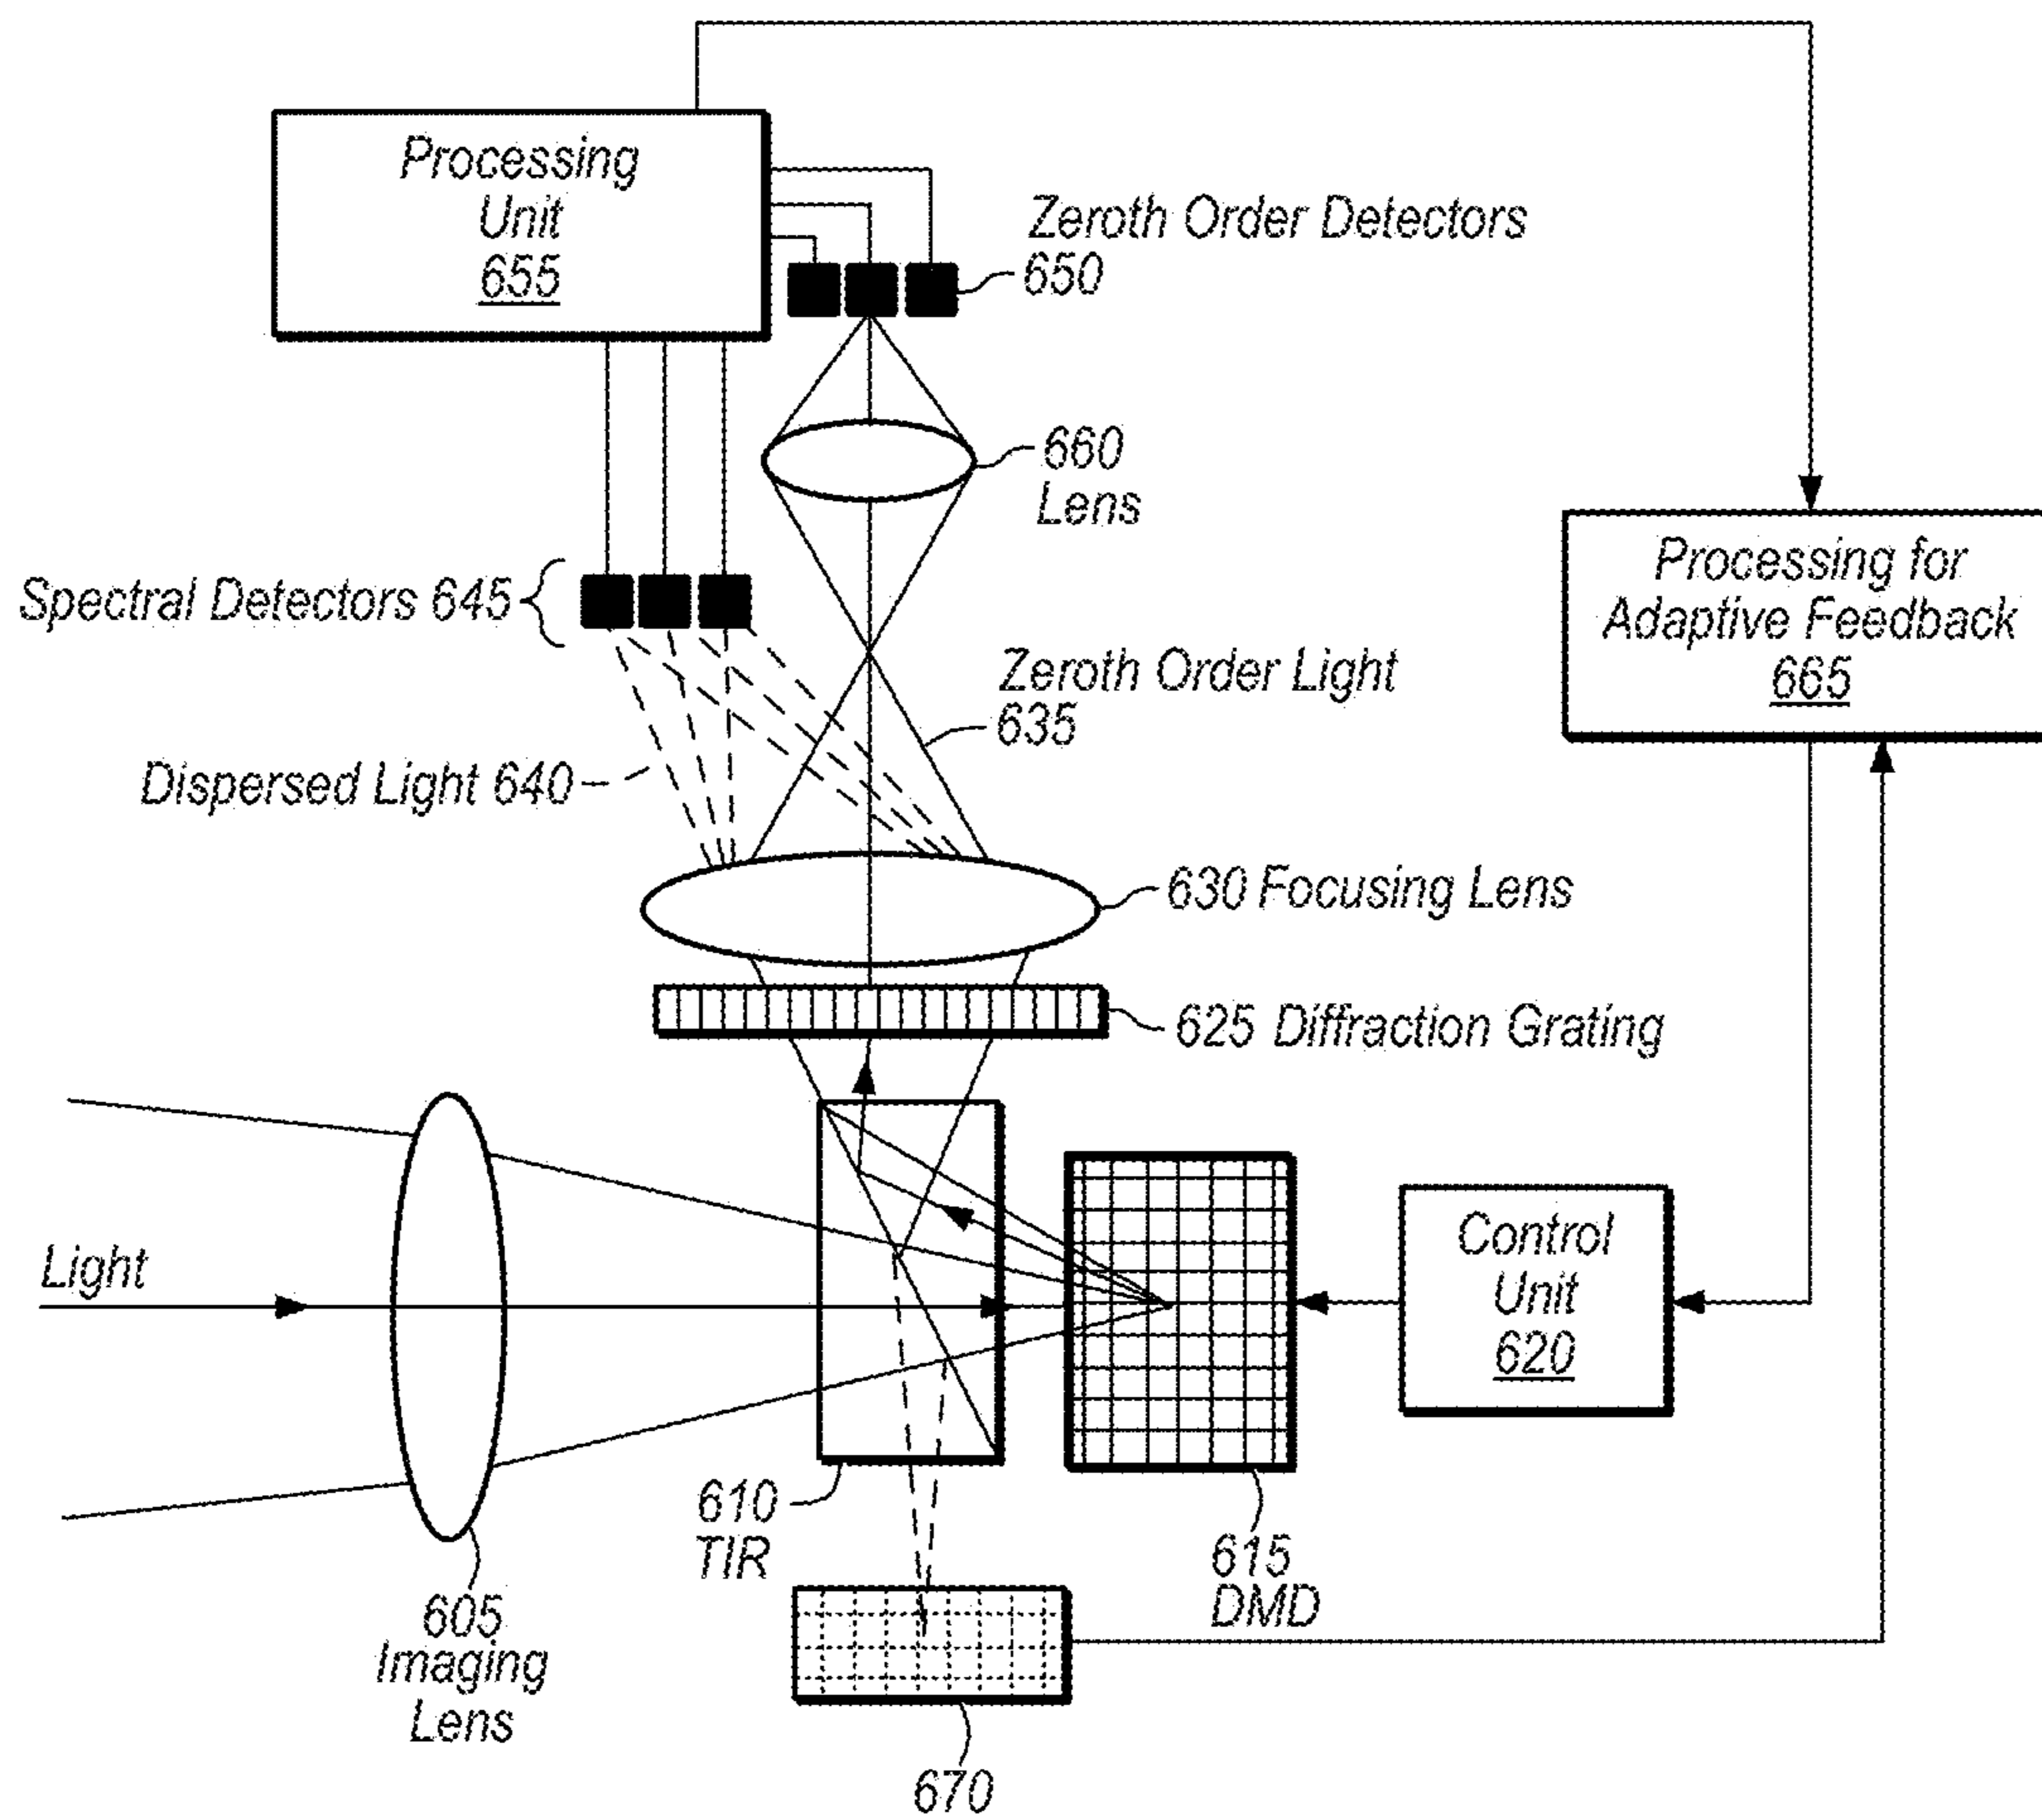 Processing
Unit
655
Zeroth Order Detectors
650
660
Lens
Spectral Detectors 645
Processing for
Adaptive Feedback
665
Zeroth Order Light
635
Dispersed Light 640
630 Focusing Lens
625 Diffraction Grating
Light
Control
Unit
620
610
TIR
615
DMD
605
Imaging
Lens
670